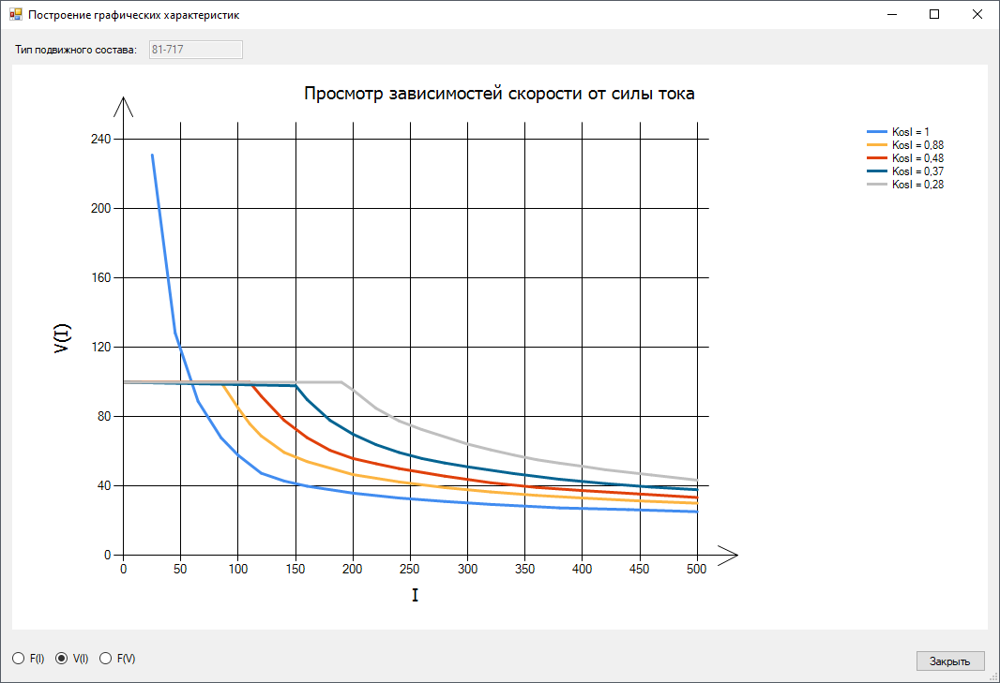 Построение графических характеристик
Тип подвижного состава: 81-717
Просмотр зависимостей скорости от силы тока
Kosl = 1
Kosl = 0,88
Kosl = 0,48
Kosl = 0,37
Kosl = 0,28
V(I)
240
200
160
120
80
40
0
0 50 100 150 200 250 300 350 400 450 500
I
F(I) V(I) F(V)
Закрыть